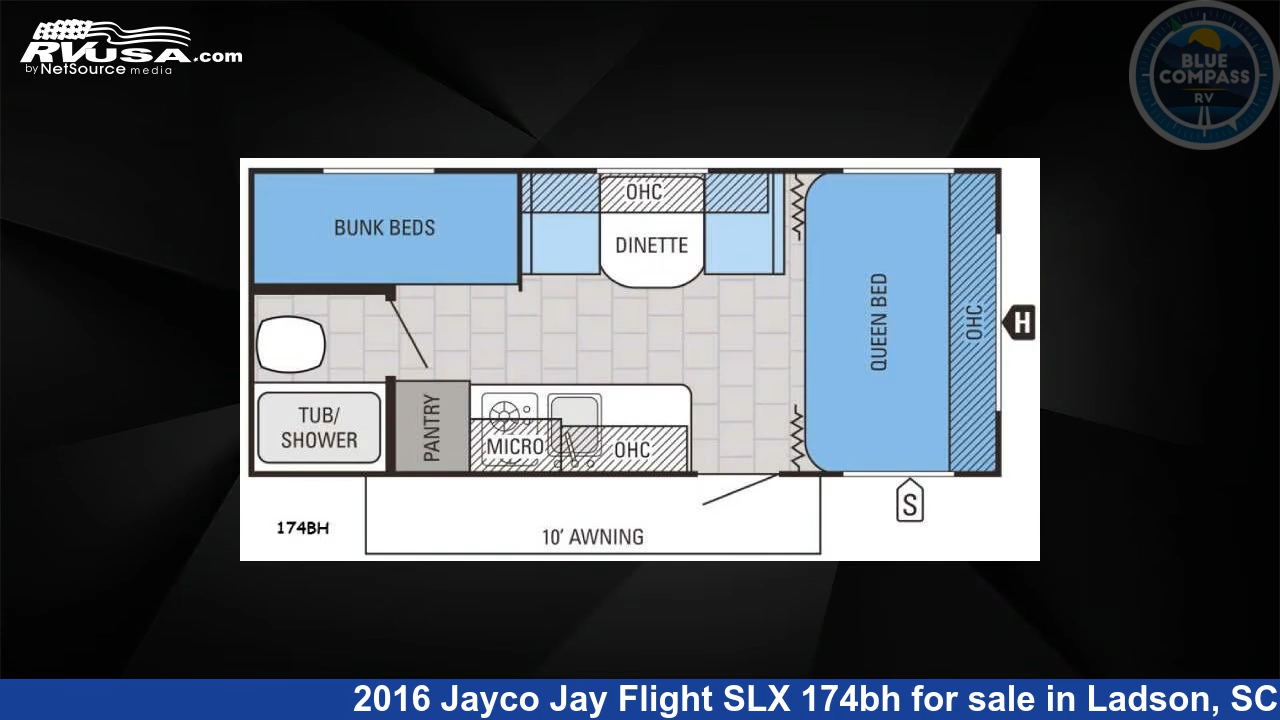 RVUSA.com
by NetSource media
BLUE
COMPASS
RV
BUNK BEDS
OHC
DINETTE
QUEEN BED
OHC
H
TUB/
SHOWER
PANTRY
MICRO
OHC
S
174BH
10' AWNING
2016 Jayco Jay Flight SLX 174bh for sale in Ladson, SC